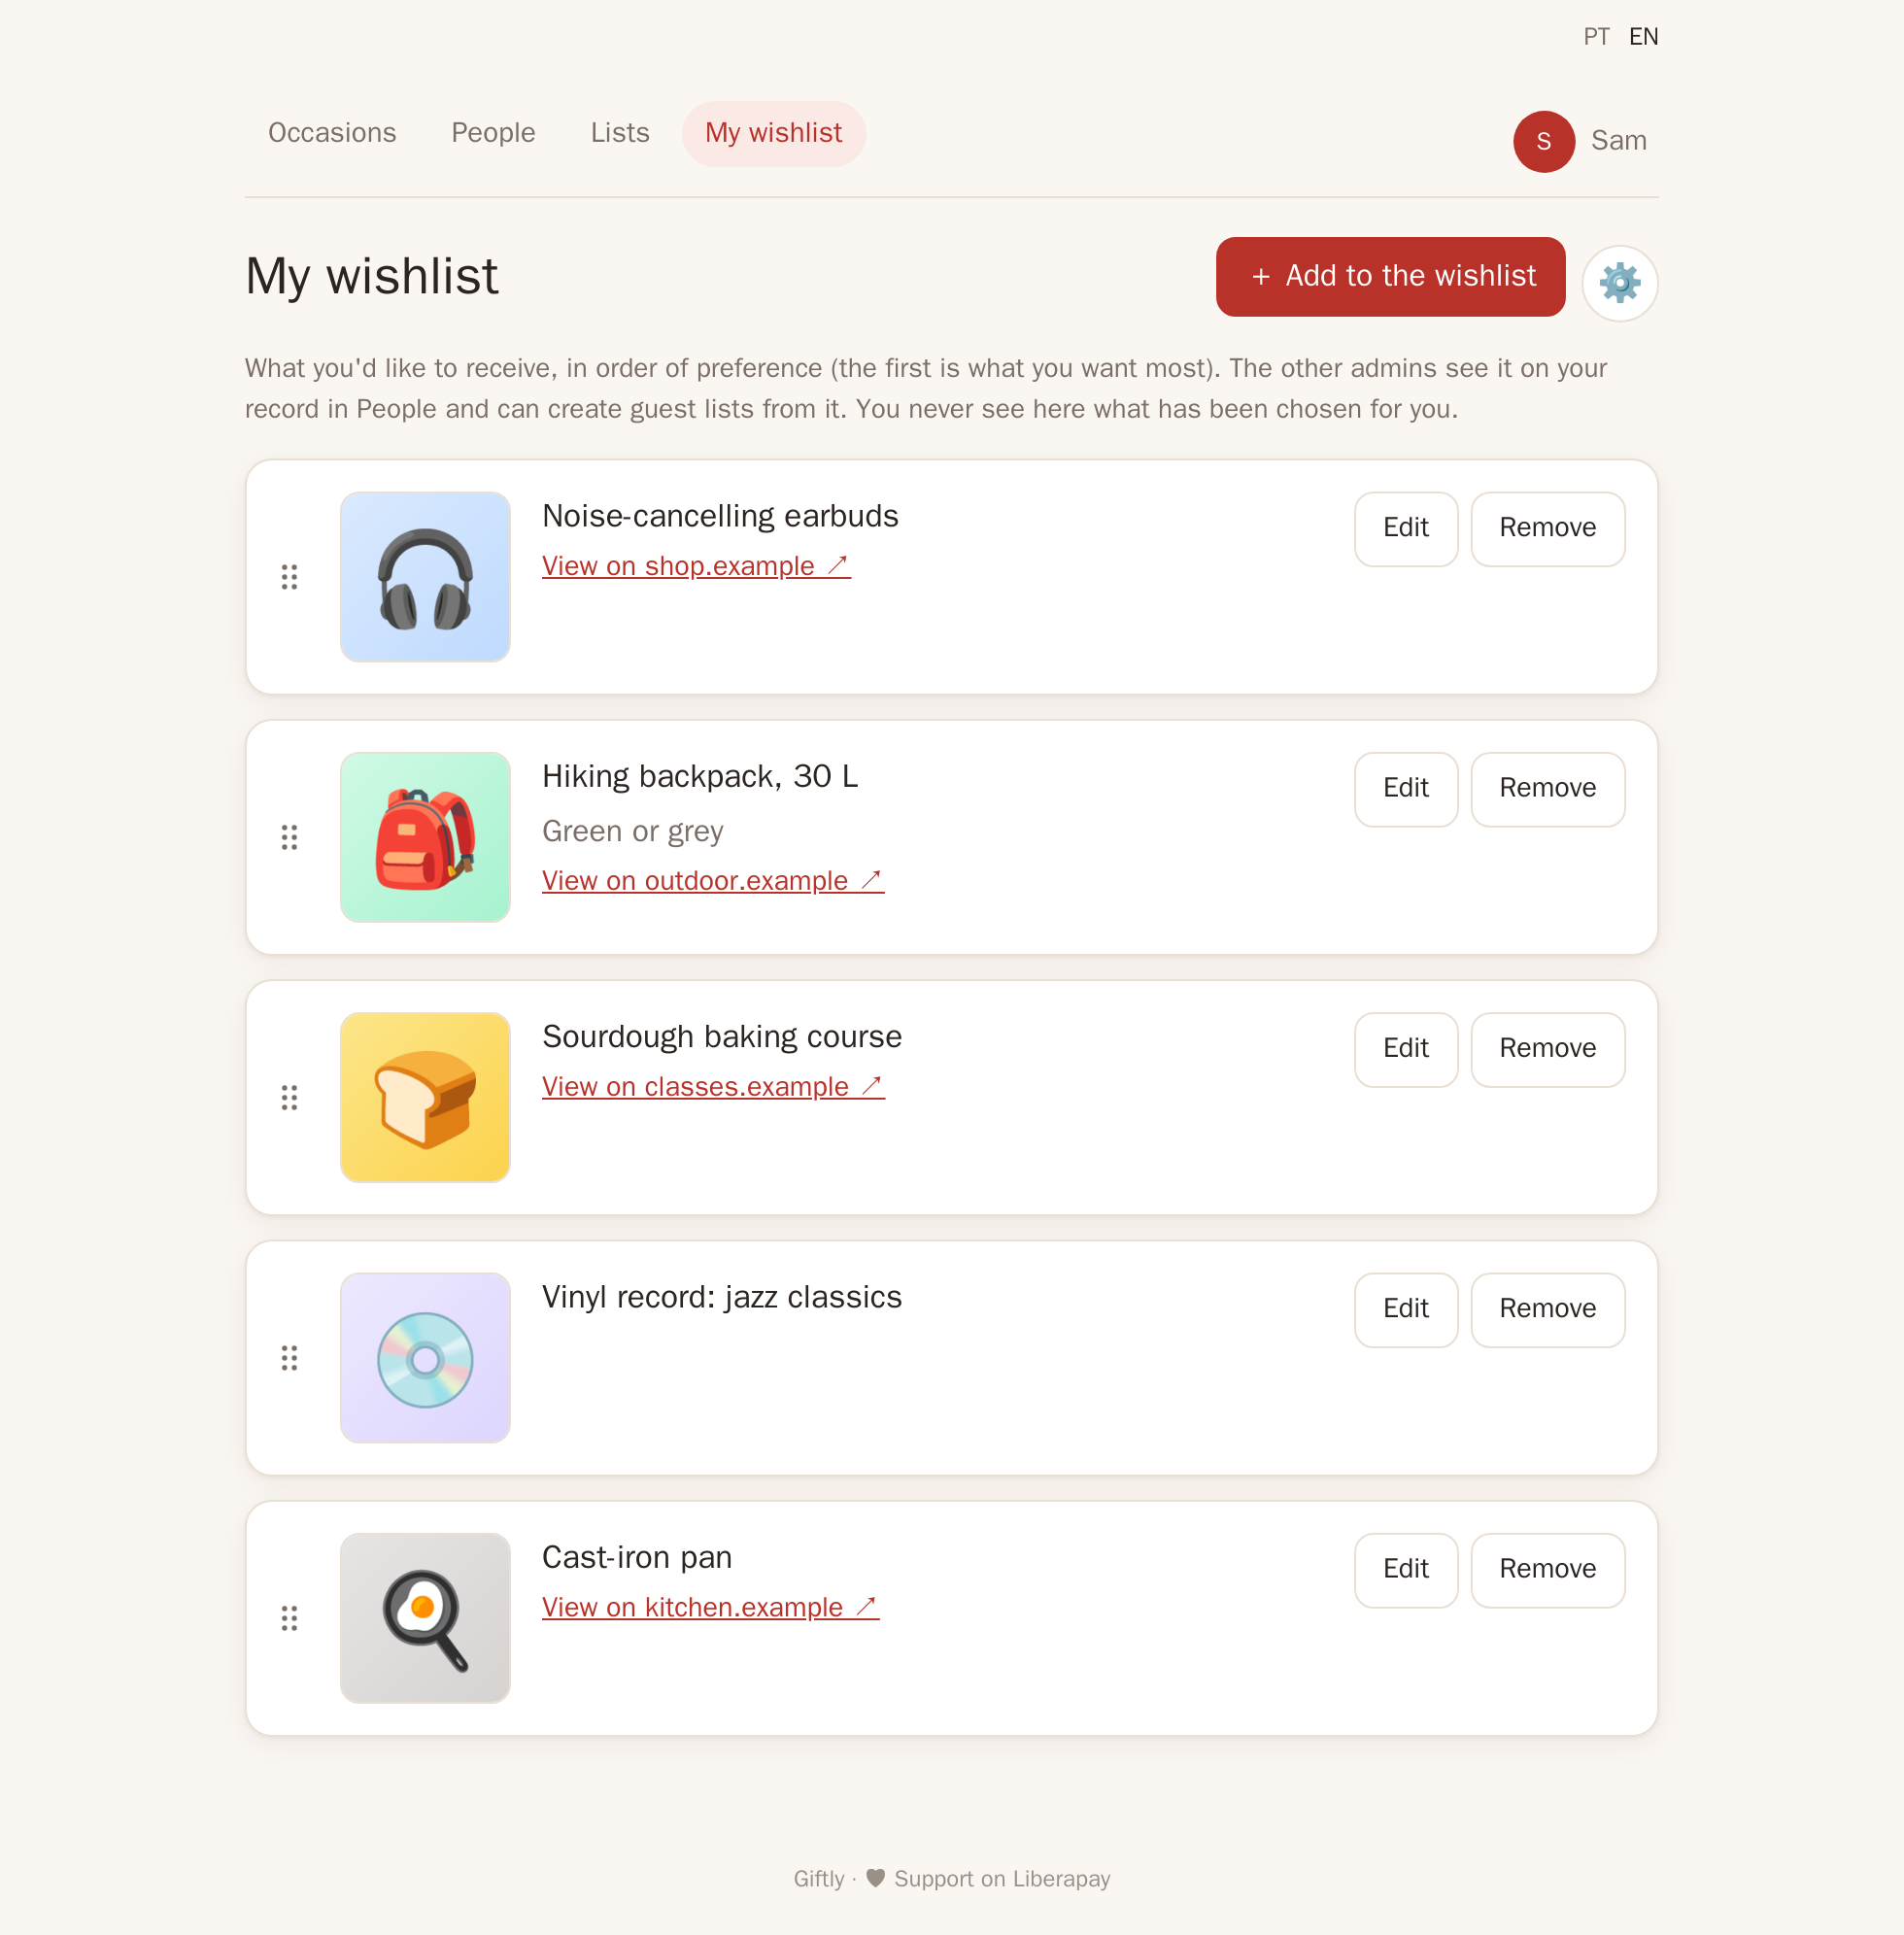 PT EN
Occasions People Lists My wishlist S Sam
My wishlist + Add to the wishlist
What you'd like to receive, in order of preference (the first is what you want most). The other admins see it on your
record in People and can create guest lists from it. You never see here what has been chosen for you.
Noise-cancelling earbuds Edit Remove
View on shop.example ↗
Hiking backpack, 30 L Edit Remove
Green or grey
View on outdoor.example ↗
Sourdough baking course Edit Remove
View on classes.example ↗
Vinyl record: jazz classics Edit Remove
Cast-iron pan Edit Remove
View on kitchen.example ↗
Giftly · ♥ Support on Liberapay